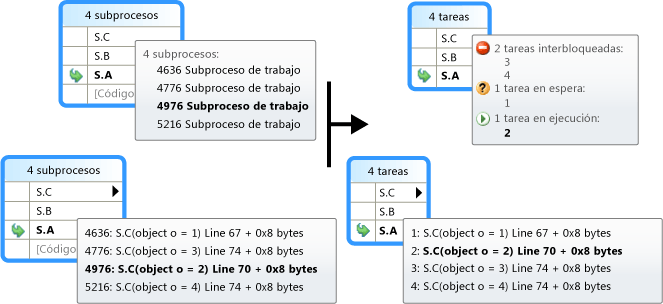 4 subprocesos
S.C
S.B
S.A
[Códig
4 subprocesos:
4636 Subproceso de trabajo
4776 Subproceso de trabajo
4976 Subproceso de trabajo
5216 Subproceso de trabajo
4 tareas
S.C
S.B
S.A
2 tareas interbloqueadas:
3
4
1 tarea en espera:
1
1 tarea en ejecución:
2
4 subprocesos
S.C
S.B
S.A
[Códig
4636: S.C(object o = 1) Line 67 + 0x8 bytes
4776: S.C(object o = 3) Line 74 + 0x8 bytes
4976: S.C(object o = 2) Line 70 + 0x8 bytes
5216: S.C(object o = 4) Line 74 + 0x8 bytes
4 tareas
S.C
S.B
S.A
1: S.C(object o = 1) Line 67 + 0x8 bytes
2: S.C(object o = 2) Line 70 + 0x8 bytes
3: S.C(object o = 3) Line 74 + 0x8 bytes
4: S.C(object o = 4) Line 74 + 0x8 bytes